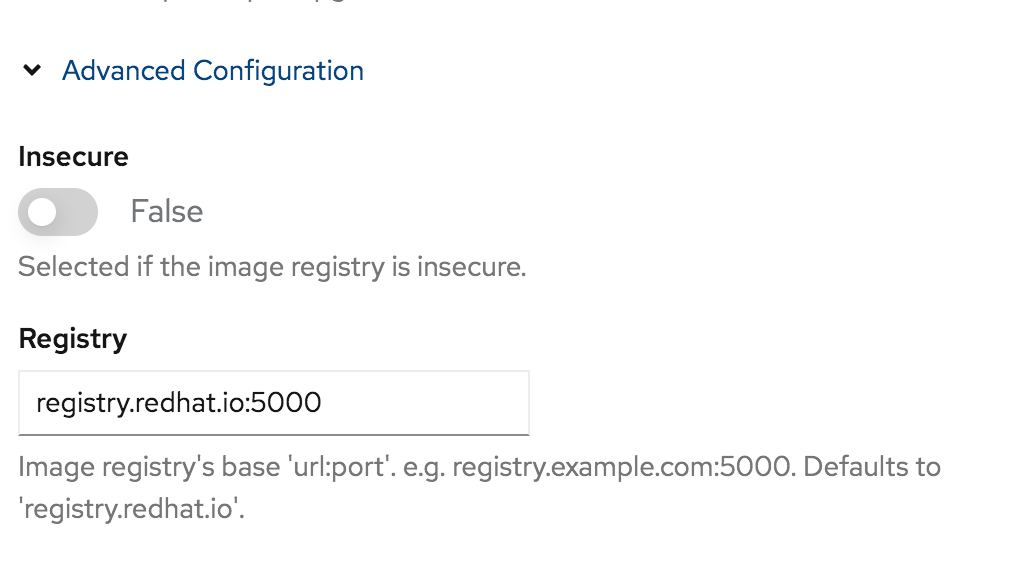 Advanced Configuration
Insecure
False
Selected if the image registry is insecure.
Registry
registry.redhat.io:5000
Image registry's base 'url:port'. e.g. registry.example.com:5000. Defaults to
'registry.redhat.io'.